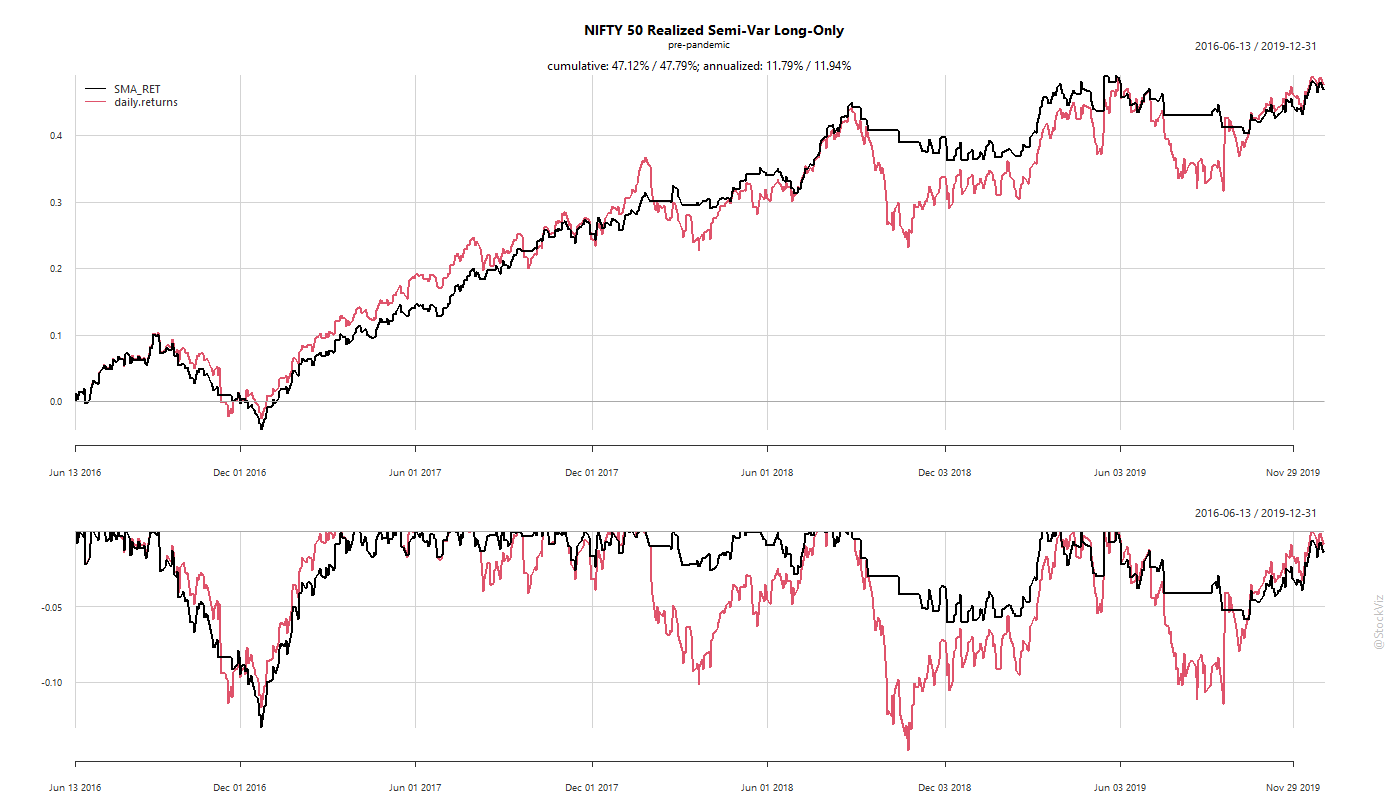 NIFTY 50 Realized Semi-Var Long-Only
pre-pandemic
2016-06-13 / 2019-12-31
cumulative: 47.12% / 47.79%; annualized: 11.79% / 11.94%
SMA_RET
daily.returns
0.4
0.3
0.2
0.1
0.0
Jun 13 2016 Dec 01 2016 Jun 01 2017 Dec 01 2017 Jun 01 2018 Dec 03 2018 Jun 03 2019 Nov 29 2019
2016-06-13 / 2019-12-31
-0.05
-0.10
@StockViz
Jun 13 2016 Dec 01 2016 Jun 01 2017 Dec 01 2017 Jun 01 2018 Dec 03 2018 Jun 03 2019 Nov 29 2019